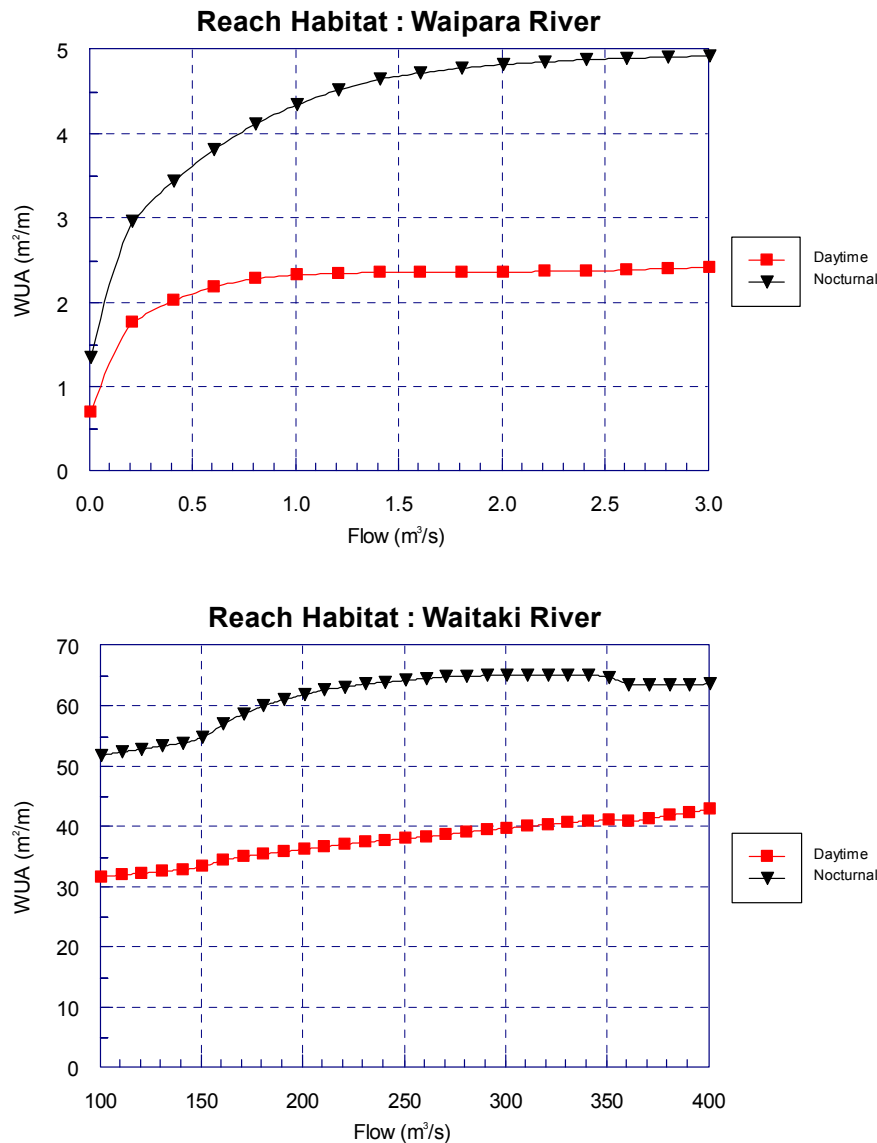 Reach Habitat : Waipara River
5
4
3
2
1
0
WUA (m²/m)
0.0 0.5 1.0 1.5 2.0 2.5 3.0
Flow (m³/s)
Daytime
Nocturnal
Reach Habitat : Waitaki River
70
60
50
40
30
20
10
0
WUA (m²/m)
100 150 200 250 300 350 400
Flow (m³/s)
Daytime
Nocturnal